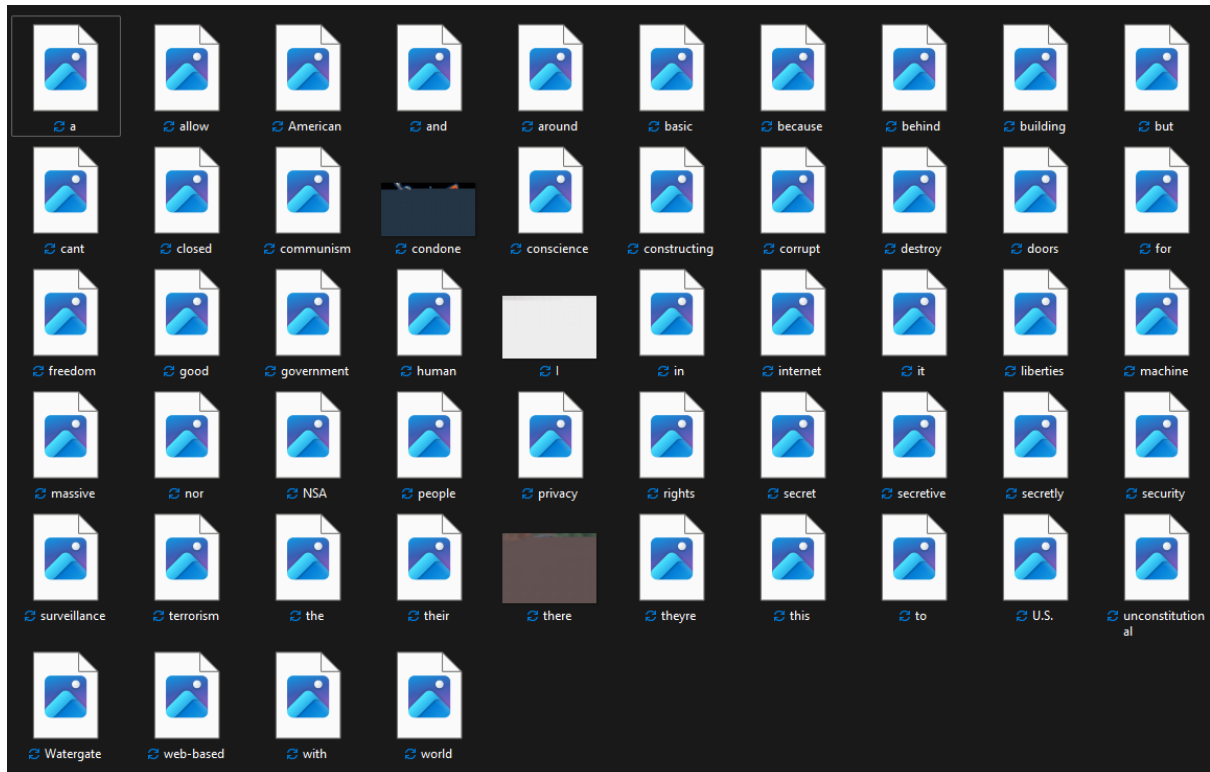 a allow American and around basic because behind building but
cant closed communism condone conscience constructing corrupt destroy doors for
freedom good government human I in internet it liberties machine
massive nor NSA people privacy rights secret secretive secretly security
surveillance terrorism the their there theyre this to U.S. unconstitution
al
Watergate web-based with world